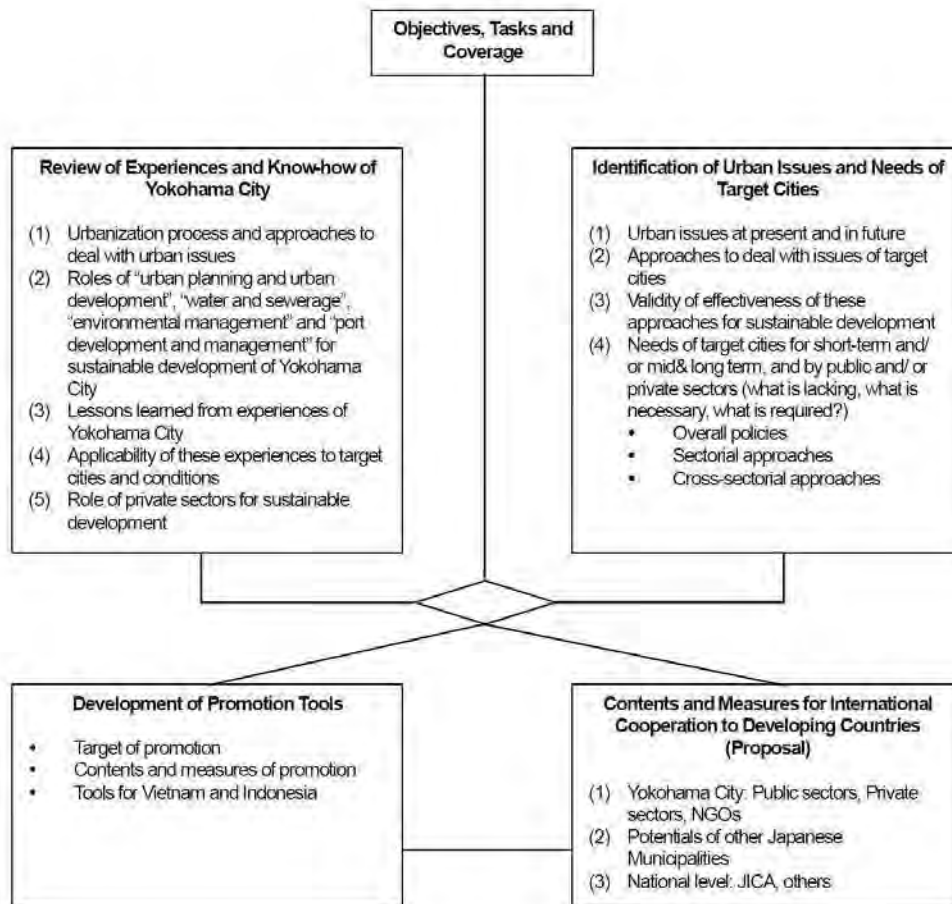 Objectives, Tasks and
Coverage
Review of Experiences and Know-how of
Yokohama City
(1) Urbanization process and approaches to
deal with urban issues
(2) Roles of “urban planning and urban
development”, “water and sewerage”,
“environmental management” and “port
development and management” for
sustainable development of Yokohama
City
(3) Lessons learned from experiences of
Yokohama City
(4) Applicability of these experiences to target
cities and conditions
(5) Role of private sectors for sustainable
development
Identification of Urban Issues and Needs of
Target Cities
(1) Urban issues at present and in future
(2) Approaches to deal with issues of target
cities
(3) Validity of effectiveness of these
approaches for sustainable development
(4) Needs of target cities for short-term and/
or mid& long term, and by public and/ or
private sectors (what is lacking, what is
necessary, what is required?)
• Overall policies
• Sectorial approaches
• Cross-sectorial approaches
Development of Promotion Tools
• Target of promotion
• Contents and measures of promotion
• Tools for Vietnam and Indonesia
Contents and Measures for International
Cooperation to Developing Countries
(Proposal)
(1) Yokohama City: Public sectors, Private
sectors, NGOs
(2) Potentials of other Japanese
Municipalities
(3) National level: JICA, others